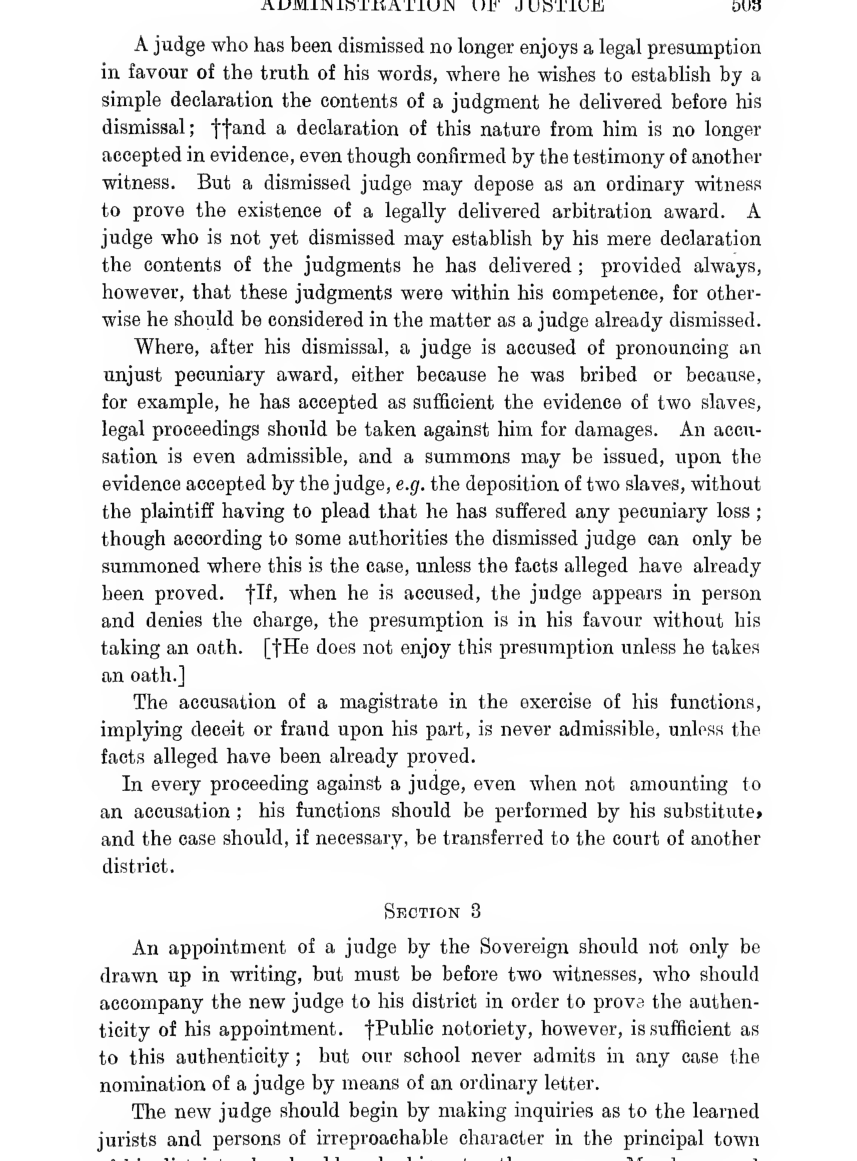 ADMINISTRATION OF JUSTICE 503
A judge who has been dismissed no longer enjoys a legal presumption
in favour of the truth of his words, where he wishes to establish by a
simple declaration the contents of a judgment he delivered before his
dismissal; ††and a declaration of this nature from him is no longer
accepted in evidence, even though confirmed by the testimony of another
witness. But a dismissed judge may depose as an ordinary witness
to prove the existence of a legally delivered arbitration award. A
judge who is not yet dismissed may establish by his mere declaration
the contents of the judgments he has delivered; provided always,
however, that these judgments were within his competence, for other-
wise he should be considered in the matter as a judge already dismissed.
Where, after his dismissal, a judge is accused of pronouncing an
unjust pecuniary award, either because he was bribed or because,
for example, he has accepted as sufficient the evidence of two slaves,
legal proceedings should be taken against him for damages. An accu-
sation is even admissible, and a summons may be issued, upon the
evidence accepted by the judge, e.g. the deposition of two slaves, without
the plaintiff having to plead that he has suffered any pecuniary loss;
though according to some authorities the dismissed judge can only be
summoned where this is the case, unless the facts alleged have already
been proved. †If, when he is accused, the judge appears in person
and denies the charge, the presumption is in his favour without his
taking an oath. [†He does not enjoy this presumption unless he takes
an oath.]
The accusation of a magistrate in the exercise of his functions,
implying deceit or fraud upon his part, is never admissible, unless the
facts alleged have been already proved.
In every proceeding against a judge, even when not amounting to
an accusation; his functions should be performed by his substitute,
and the case should, if necessary, be transferred to the court of another
district.
SECTION 3
An appointment of a judge by the Sovereign should not only be
drawn up in writing, but must be before two witnesses, who should
accompany the new judge to his district in order to prove the authen-
ticity of his appointment. †Public notoriety, however, is sufficient as
to this authenticity; but our school never admits in any case the
nomination of a judge by means of an ordinary letter.
The new judge should begin by making inquiries as to the learned
jurists and persons of irreproachable character in the principal town